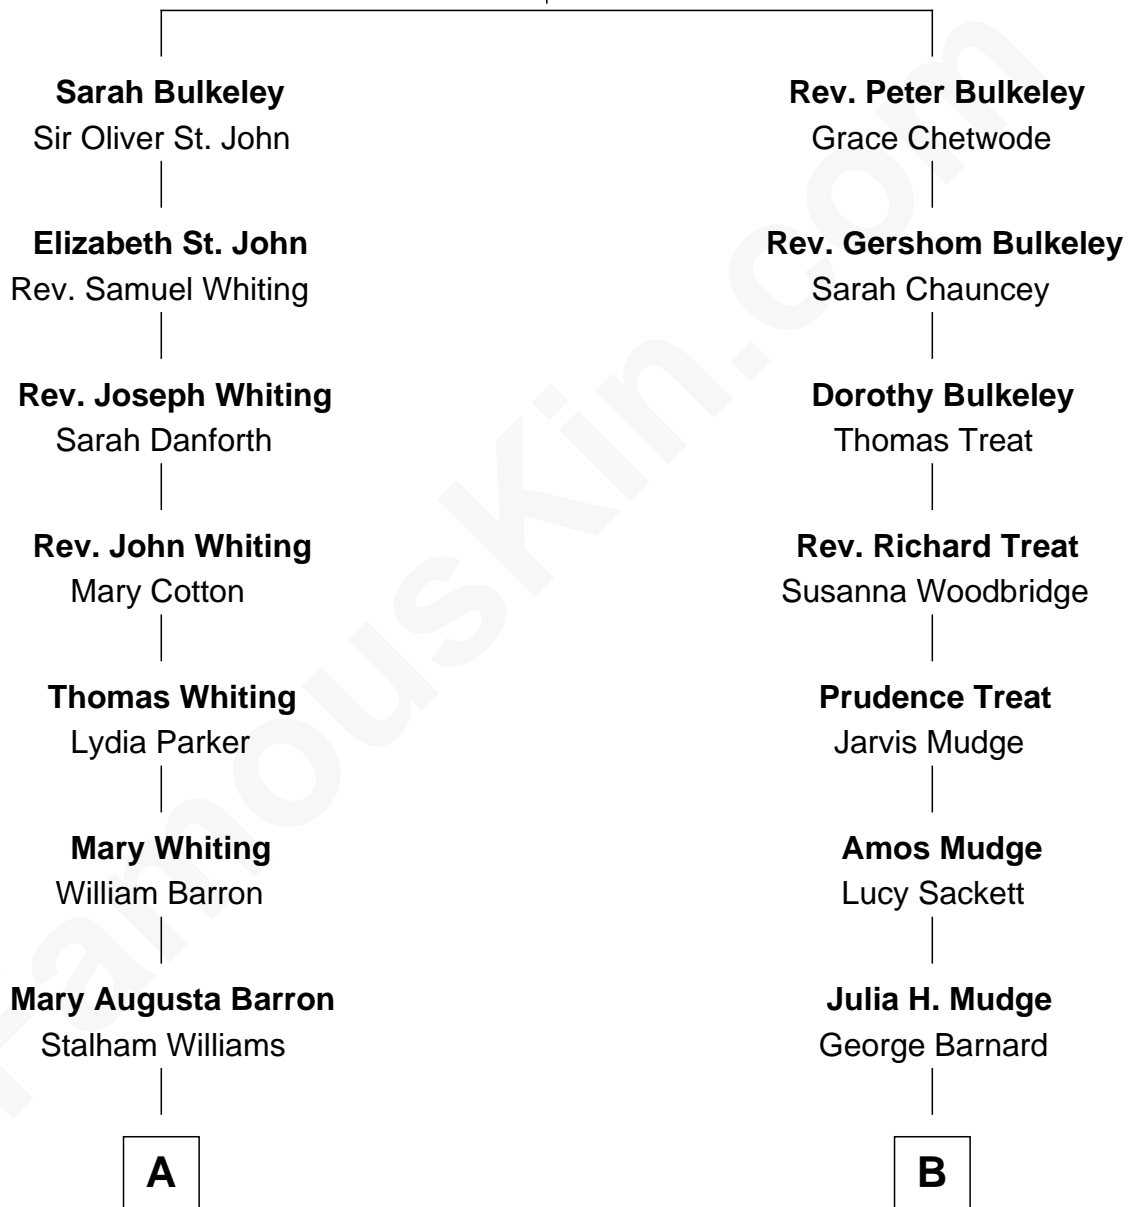 Sarah Bulkeley
Sir Oliver St. John
Elizabeth St. John
Rev. Samuel Whiting
Rev. Joseph Whiting
Sarah Danforth
Rev. John Whiting
Mary Cotton
Thomas Whiting
Lydia Parker
Mary Whiting
William Barron
Mary Augusta Barron
Stalham Williams
A
Rev. Peter Bulkeley
Grace Chetwode
Rev. Gershom Bulkeley
Sarah Chauncey
Dorothy Bulkeley
Thomas Treat
Rev. Richard Treat
Susanna Woodbridge
Prudence Treat
Jarvis Mudge
Amos Mudge
Lucy Sackett
Julia H. Mudge
George Barnard
B
FamousKin.com